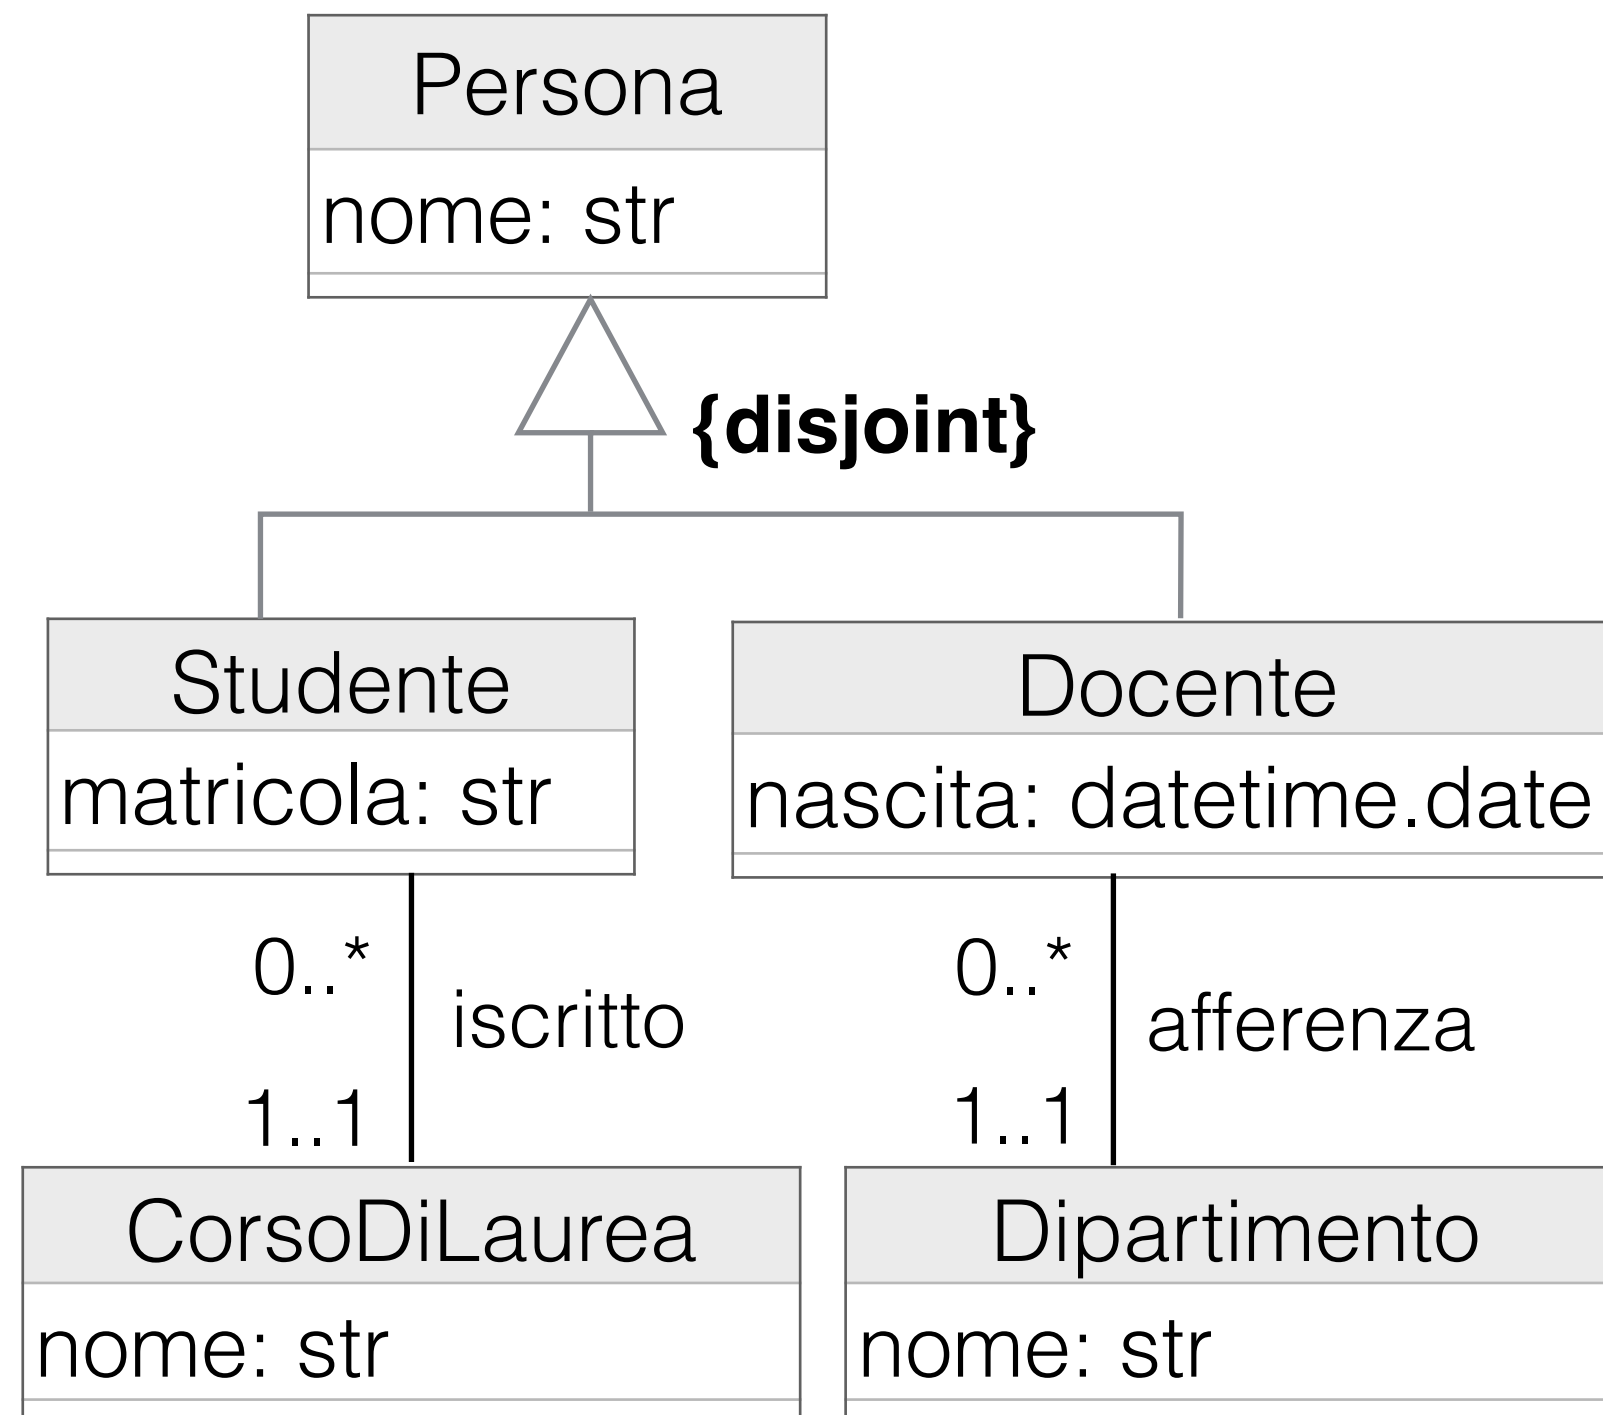 Persona
nome: str
{disjoint}
Studente
matricola: str
Docente
nascita: datetime.date
0..*
iscritto
1..1
0..*
afferenza
1..1
CorsoDiLaurea
nome: str
Dipartimento
nome: str